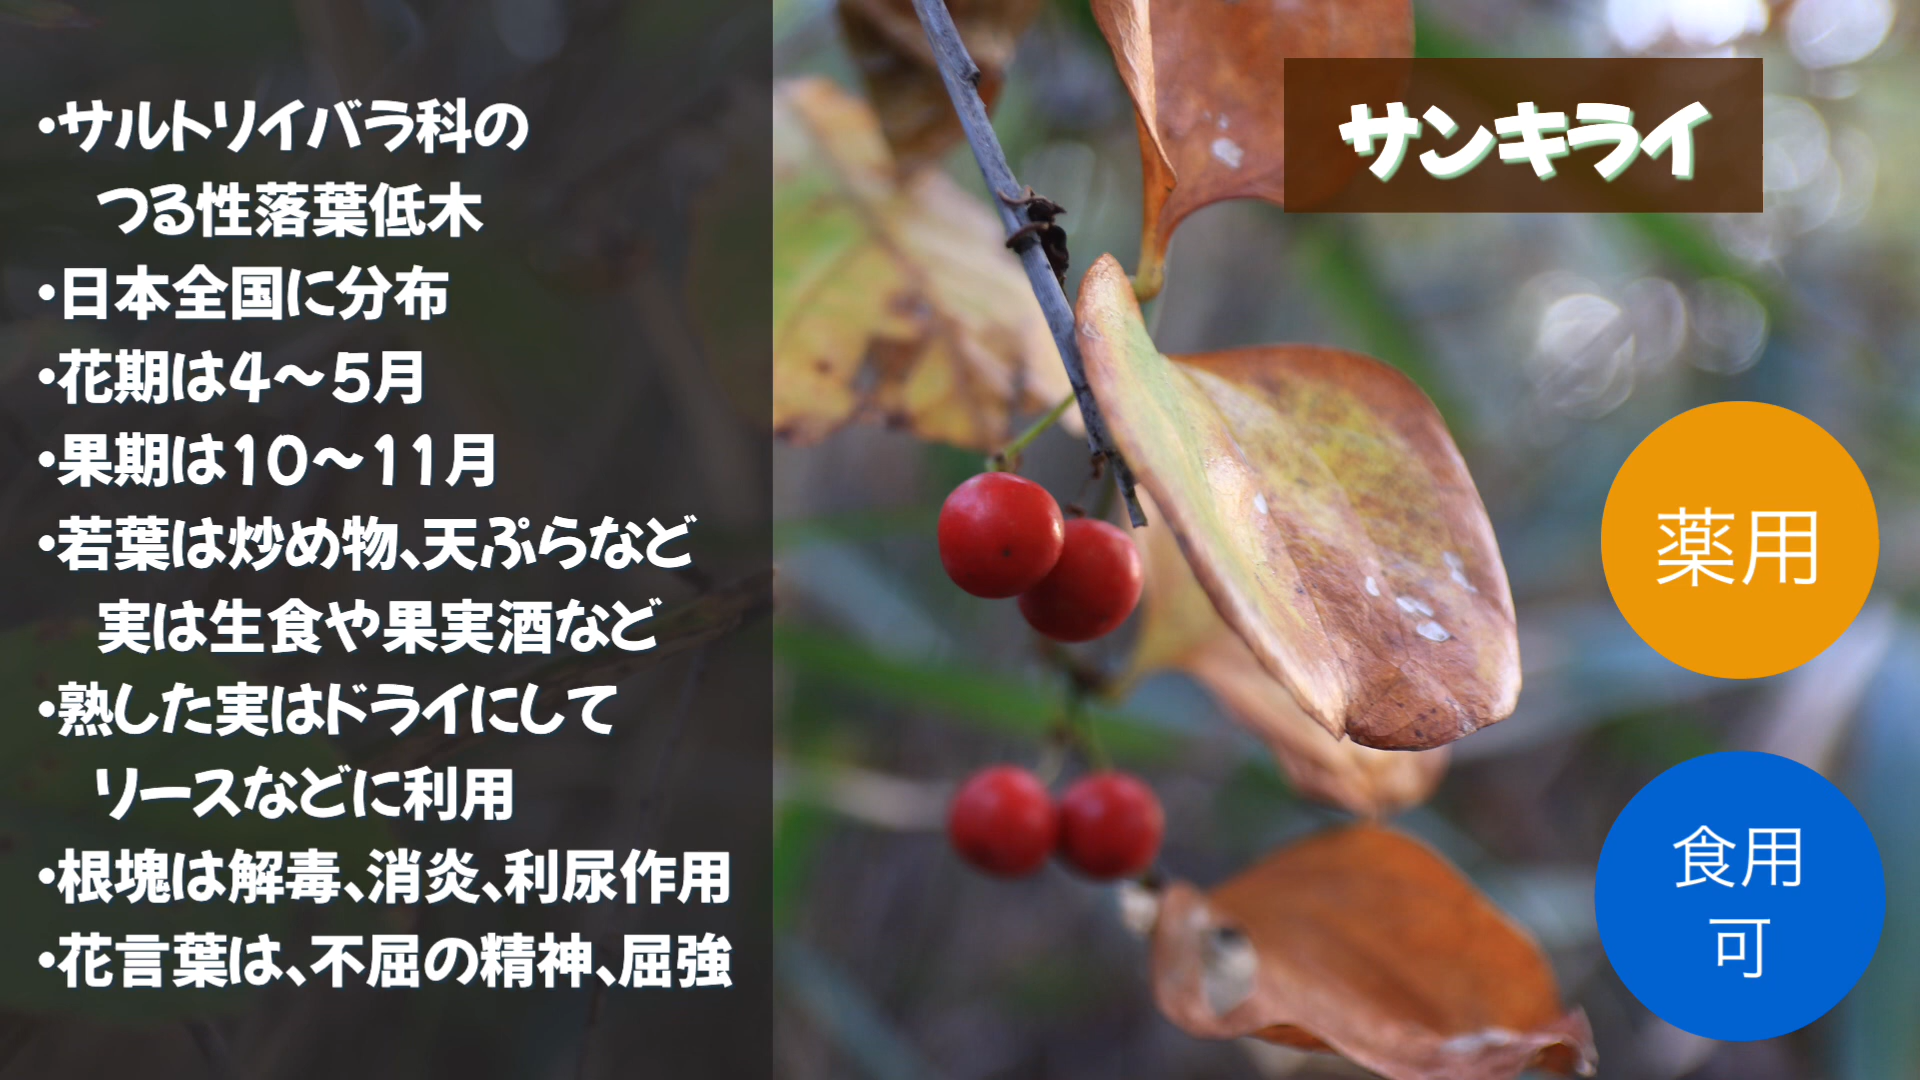 ・サルトリイバラ科の
つる性落葉低木
・日本全国に分布
・花期は4～5月
・果期は10～11月
・若葉は炒め物、天ぷらなど
実は生食や果実酒など
・熟した実はドライにして
リースなどに利用
・根塊は解毒、消炎、利尿作用
・花言葉は、不屈の精神、屈強
サンキライ
薬用
食用
可